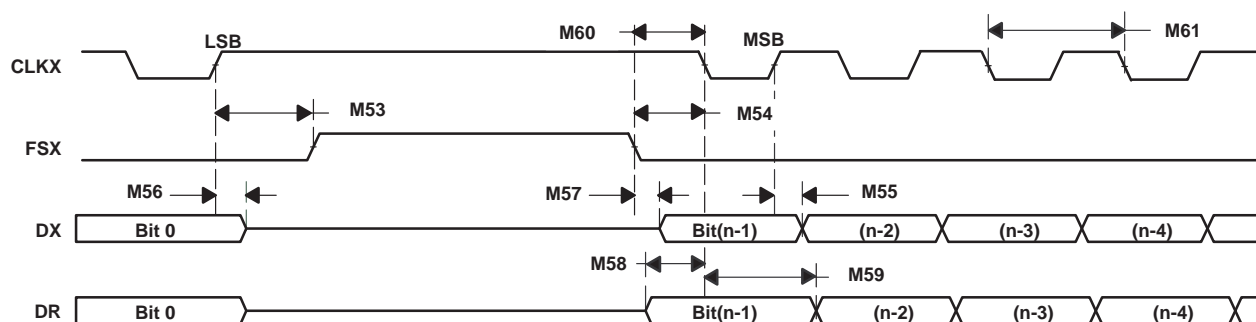 LSB
M60
MSB
M61
CLKX
M53
M54
FSX
M56
M57
M55
DX
Bit 0
Bit(n-1)
(n-2)
(n-3)
(n-4)
M58
M59
DR
Bit 0
Bit(n-1)
(n-2)
(n-3)
(n-4)